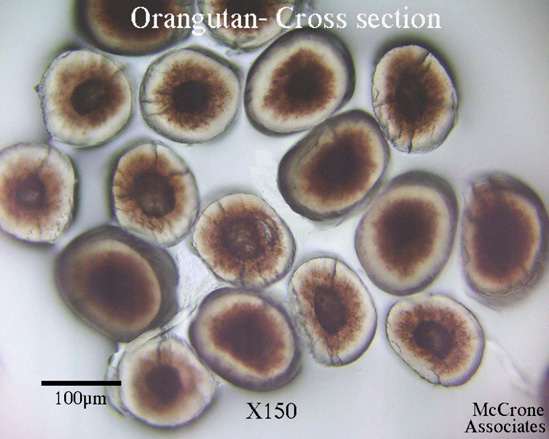 Orangutan- Cross section
100µm
X150
McCrone
Associates